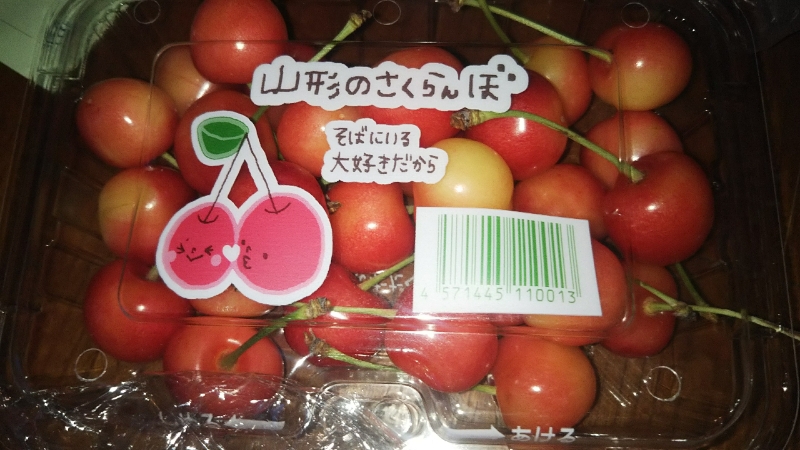 山形のさくらんぼ
そばにいる
大好きだから
4 571445 110013
あける